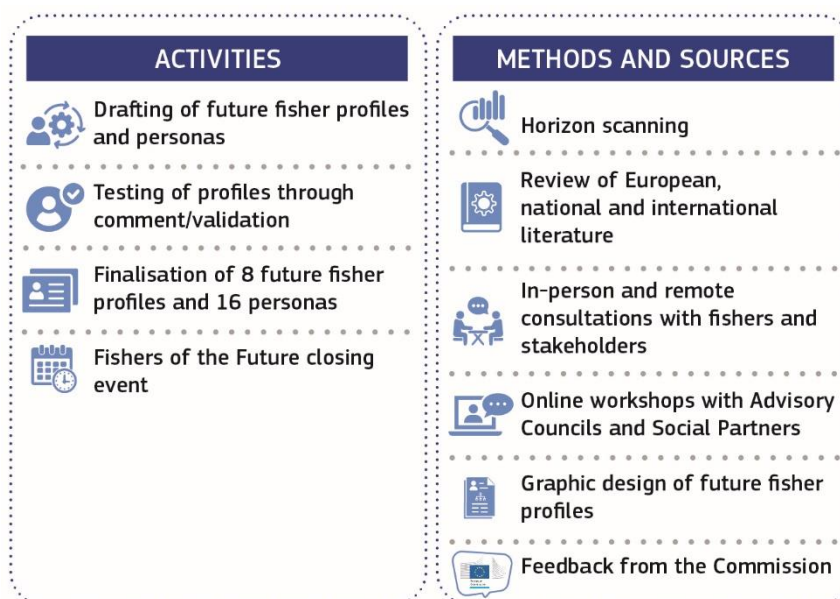 ACTIVITIES
Drafting of future fisher profiles
and personas
Testing of profiles through
comment/validation
Finalisation of 8 future fisher
profiles and 16 personas
Fishers of the Future closing
event
METHODS AND SOURCES
Horizon scanning
Review of European,
national and international
literature
In-person and remote
consultations with fishers and
stakeholders
Online workshops with Advisory
Councils and Social Partners
Graphic design of future fisher
profiles
Feedback from the Commission